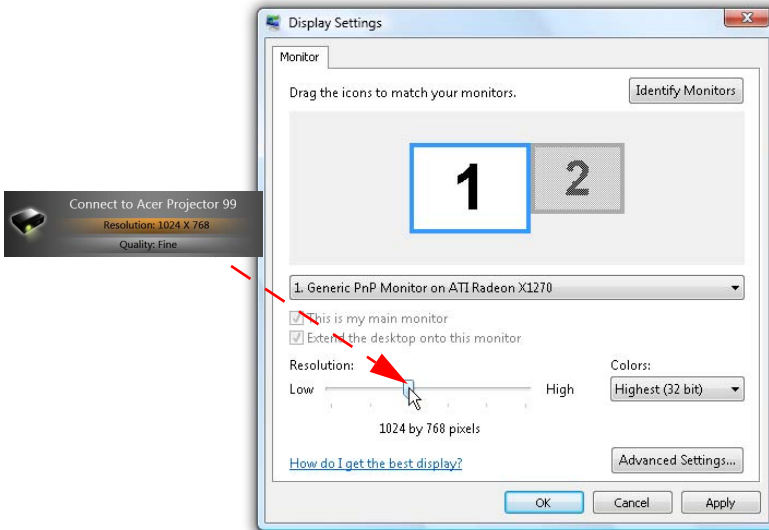 Display Settings
Monitor
Drag the icons to match your monitors.
Identify Monitors
1
2
Connect to Acer Projector 99
Resolution: 1024 X 768
Quality: Fine
1. Generic PnP Monitor on ATI Radeon X1270
This is my main monitor
Extend the desktop onto this monitor
Resolution:
Colors:
Low
High
Highest (32 bit)
1024 by 768 pixels
How do I get the best display?
Advanced Settings...
OK
Cancel
Apply